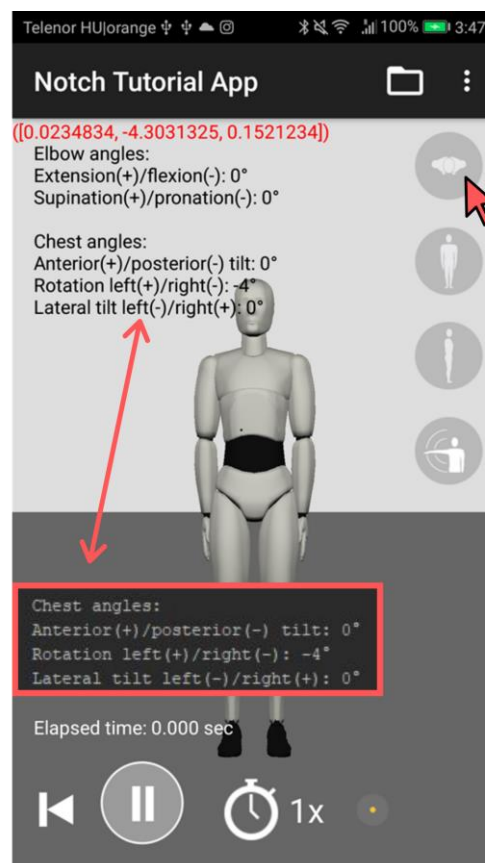 Telenor HU|orange 100% 3:47
Notch Tutorial App
([0.0234834, -4.3031325, 0.1521234])
Elbow angles:
Extension(+)/flexion(-): 0°
Supination(+)/pronation(-): 0°
Chest angles:
Anterior(+)/posterior(-) tilt: 0°
Rotation left(+)/right(-): -4°
Lateral tilt left(-)/right(+): 0°
Chest angles:
Anterior(+)/posterior(-) tilt: 0°
Rotation left(+)/right(-): -4°
Lateral tilt left(-)/right(+): 0°
Elapsed time: 0.000 sec
1x